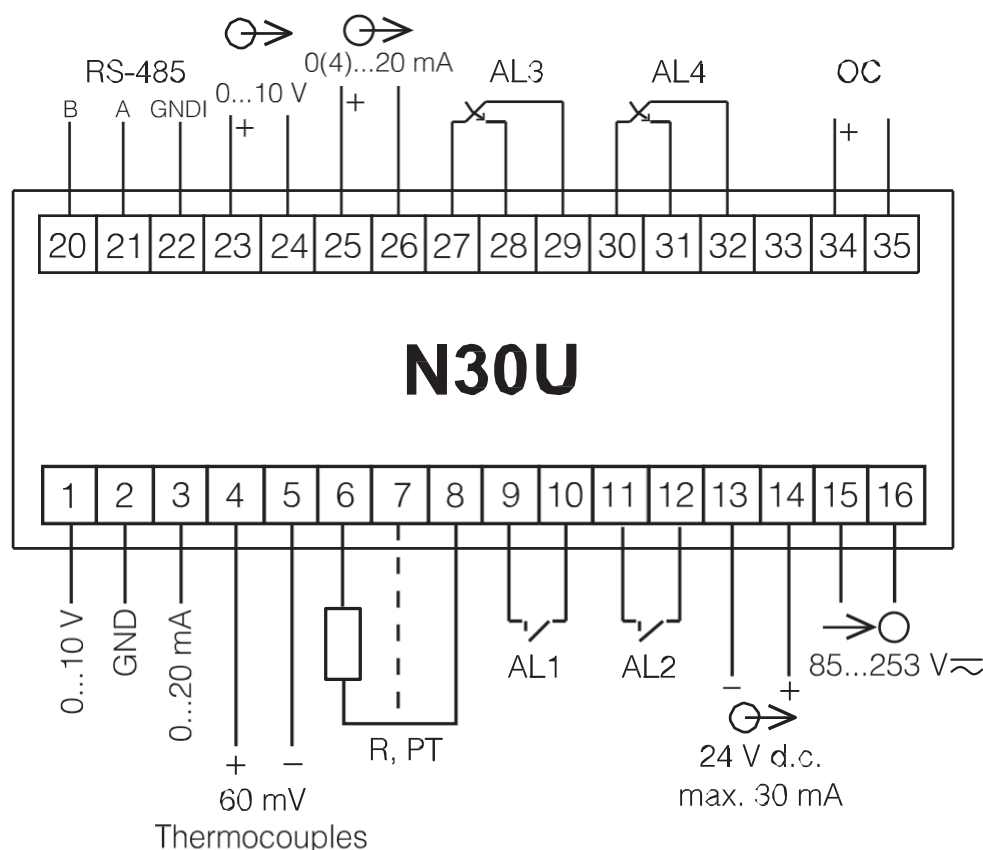 RS-485
0...10 V
0(4)...20 mA
AL3
AL4
OC
B A GNDI
+ + +
20 21 22 23 24 25 26 27 28 29 30 31 32 33 34 35
N30U
1 2 3 4 5 6 7 8 9 10 11 12 13 14 15 16
0...10 V
GND
0...20 mA
+ −
60 mV
Thermocouples
R, PT
AL1
AL2
− +
24 V d.c.
max. 30 mA
85...253 V